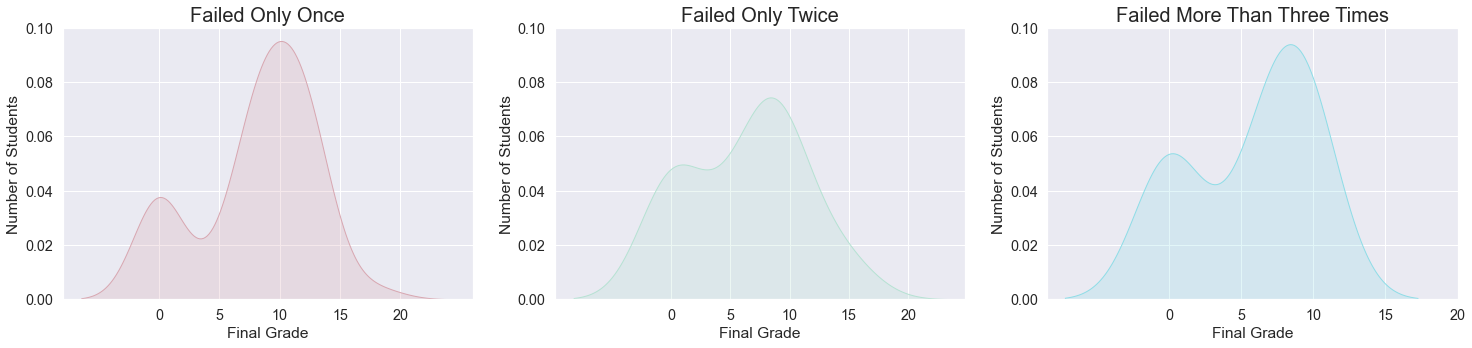 Failed Only Once
0.10
0.08
0.06
0.04
0.02
0.00
Number of Students
0 5 10 15 20
Final Grade
Failed Only Twice
0.10
0.08
0.06
0.04
0.02
0.00
Number of Students
0 5 10 15 20
Final Grade
Failed More Than Three Times
0.10
0.08
0.06
0.04
0.02
0.00
Number of Students
0 5 10 15 20
Final Grade